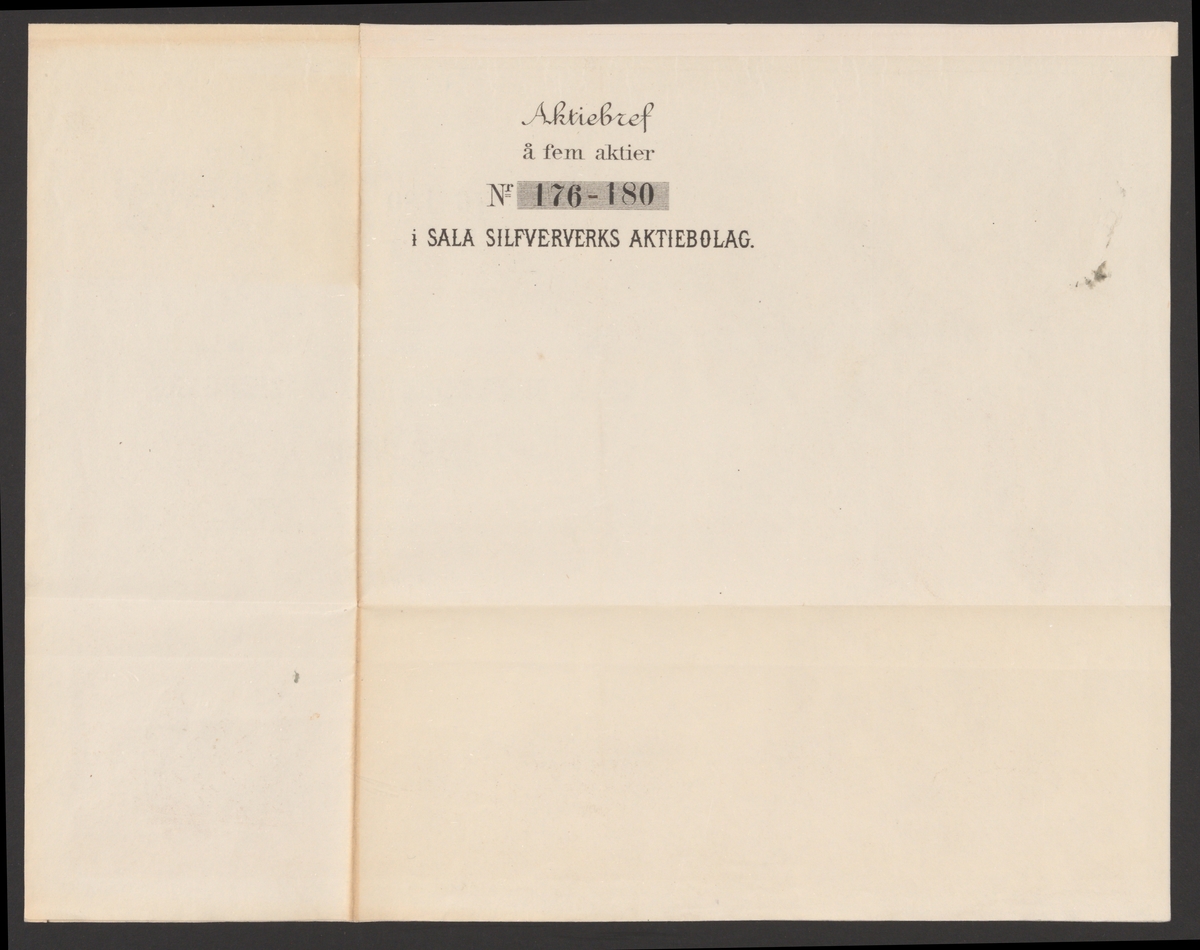 Aktiebref
å fem aktier
Nr 176-180
i SALA SILFVERVERKS AKTIEBOLAG.